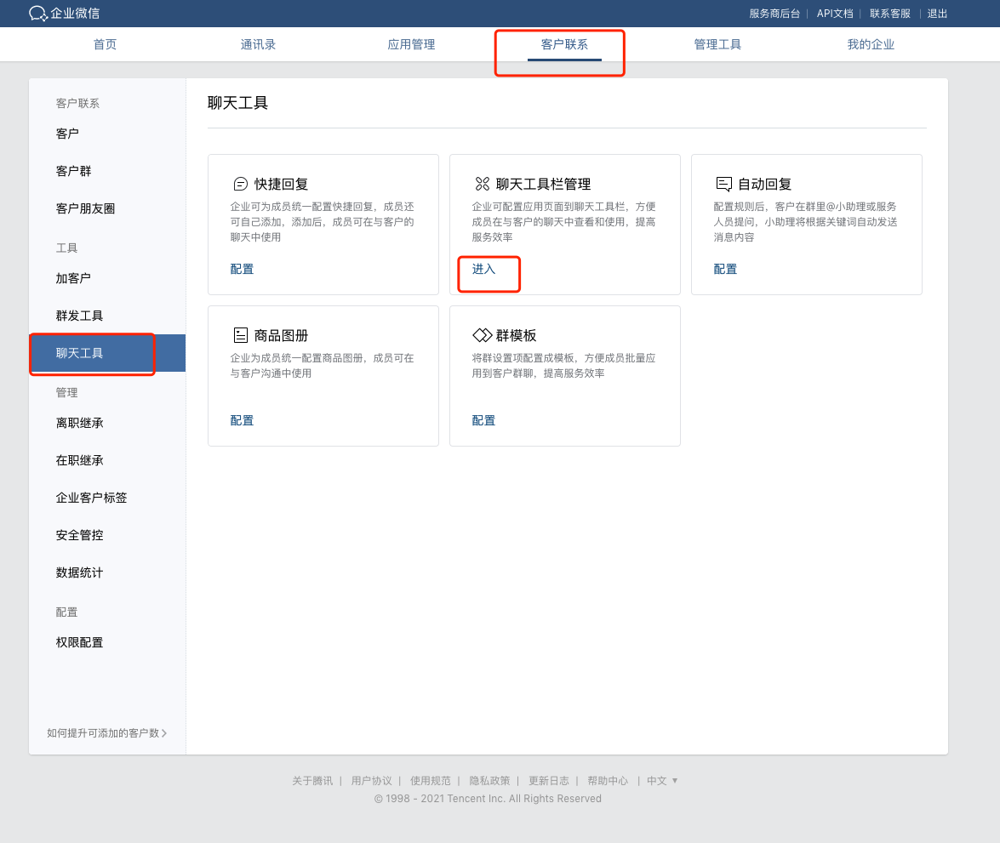 企业微信
服务商后台 | API文档 | 联系客服 | 退出
首页 通讯录 应用管理 客户联系 管理工具 我的企业
客户联系
客户
客户群
客户朋友圈
工具
加客户
群发工具
聊天工具
管理
离职继承
在职继承
企业客户标签
安全管控
数据统计
配置
权限配置
如何提升可添加的客户数
聊天工具
快捷回复
企业可为成员统一配置快捷回复，成员还
可自己添加，添加后，成员可在与客户的
聊天中使用
配置
聊天工具栏管理
企业可配置应用页面到聊天工具栏，方便
成员在与客户的聊天中查看和使用，提高
服务效率
进入
自动回复
配置规则后，客户在群里@小助理或服务
人员提问，小助理将根据关键词自动发送
消息内容
配置
商品图册
企业为成员统一配置商品图册，成员可在
与客户沟通中使用
配置
群模板
将群设置项配置成模板，方便成员批量应
用到客户群聊，提高服务效率
配置
关于腾讯 | 用户协议 | 使用规范 | 隐私政策 | 更新日志 | 帮助中心 | 中文 ▼
© 1998 - 2021 Tencent Inc. All Rights Reserved